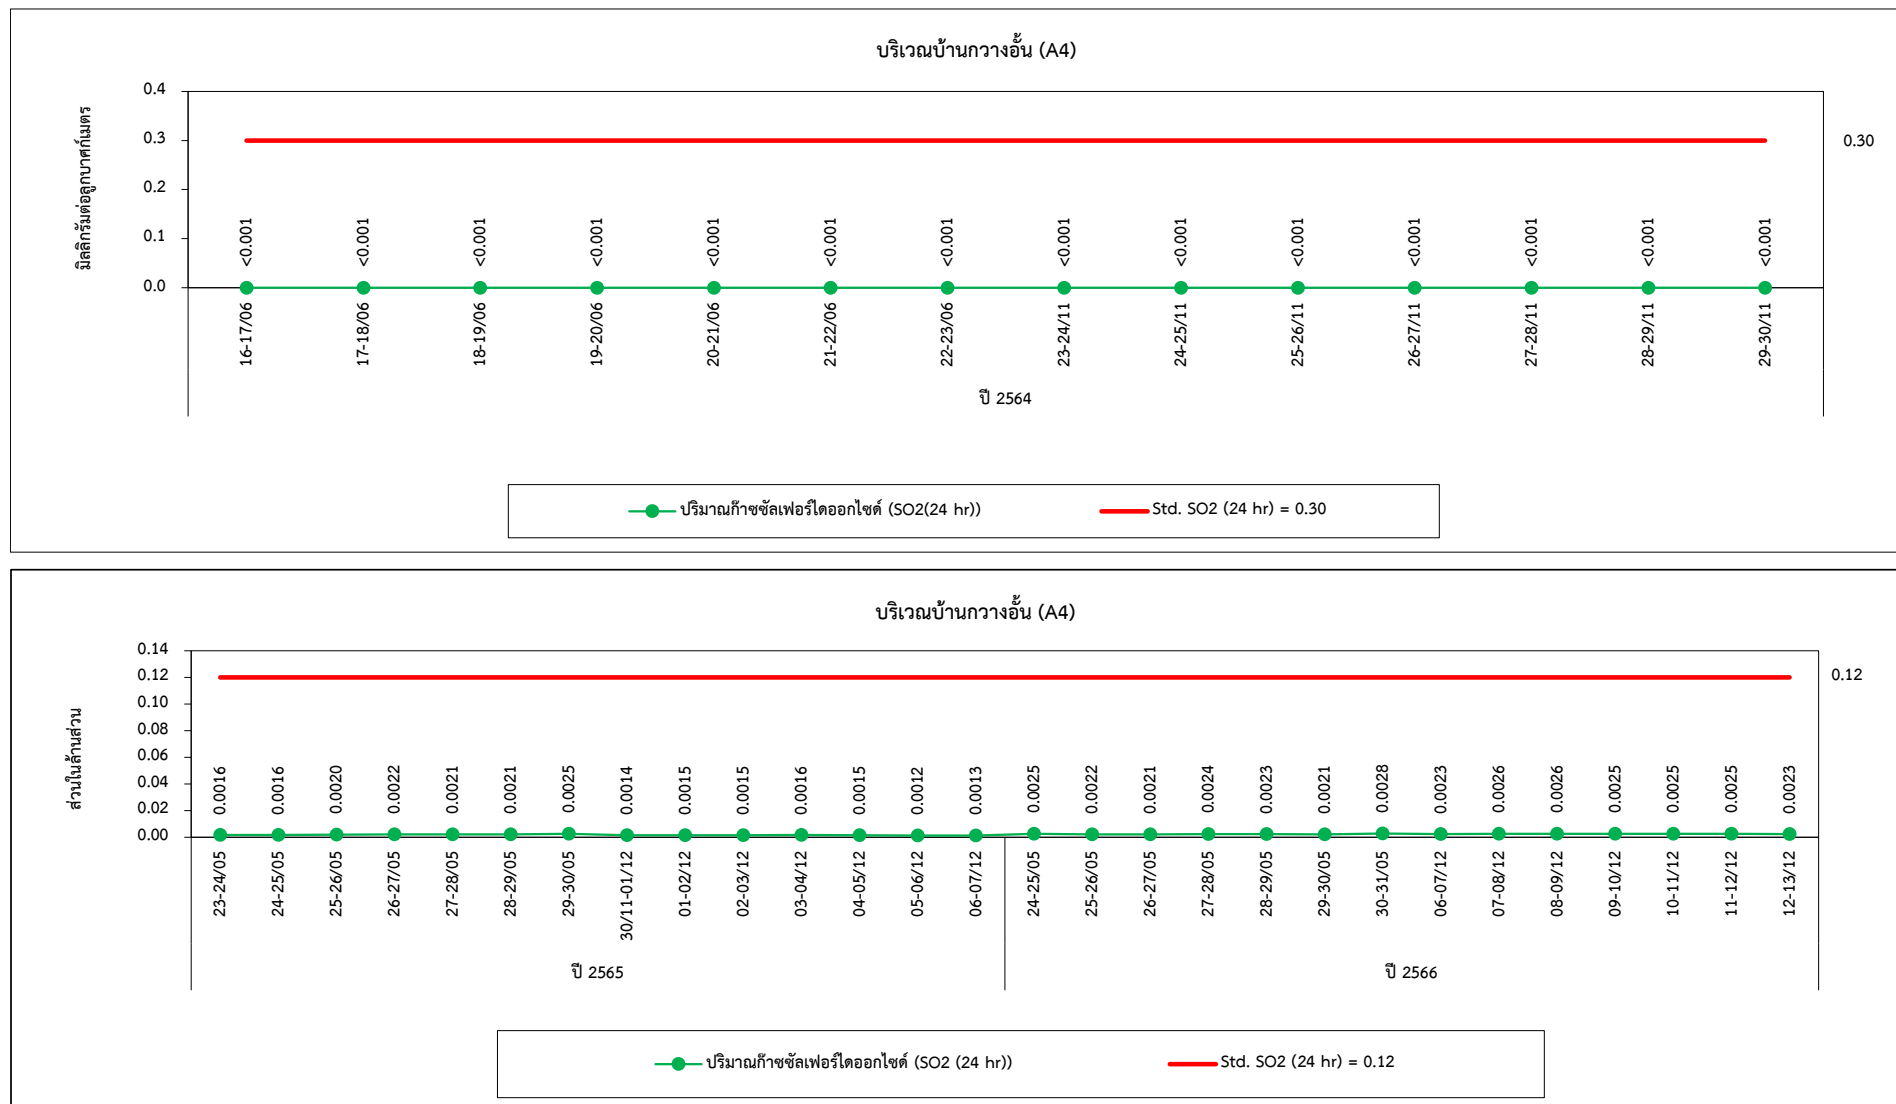 บริเวณบ้านกวางอั้น (A4)
มิลลิกรัมต่อลูกบาศก์เมตร
0.4
0.3
0.2
0.1
0.0
0.30
<0.001 <0.001 <0.001 <0.001 <0.001 <0.001 <0.001 <0.001 <0.001 <0.001 <0.001 <0.001 <0.001 <0.001
16-17/06 17-18/06 18-19/06 19-20/06 20-21/06 21-22/06 22-23/06 23-24/11 24-25/11 25-26/11 26-27/11 27-28/11 28-29/11 29-30/11
ปี 2564
ปริมาณก๊าซซัลเฟอร์ไดออกไซด์ (SO2(24 hr)) Std. SO2 (24 hr) = 0.30
บริเวณบ้านกวางอั้น (A4)
ส่วนในล้านส่วน
0.14
0.12
0.10
0.08
0.06
0.04
0.02
0.00
0.12
0.0016 0.0016 0.0020 0.0022 0.0021 0.0021 0.0025 0.0014 0.0015 0.0015 0.0016 0.0015 0.0012 0.0013 0.0025 0.0022 0.0021 0.0024 0.0023 0.0021 0.0028 0.0023 0.0026 0.0026 0.0025 0.0025 0.0025 0.0023
23-24/05 24-25/05 25-26/05 26-27/05 27-28/05 28-29/05 29-30/05 30/11-01/12 01-02/12 02-03/12 03-04/12 04-05/12 05-06/12 06-07/12 24-25/05 25-26/05 26-27/05 27-28/05 28-29/05 29-30/05 30-31/05 06-07/12 07-08/12 08-09/12 09-10/12 10-11/12 11-12/12 12-13/12
ปี 2565 ปี 2566
ปริมาณก๊าซซัลเฟอร์ไดออกไซด์ (SO2 (24 hr)) Std. SO2 (24 hr) = 0.12